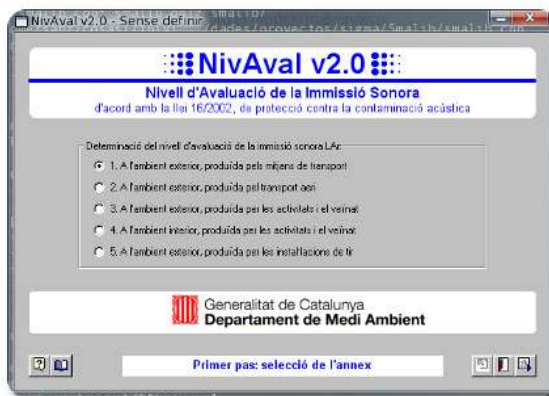 NivAval v2.0 - Sense definir
NivAval v2.0
Nivell d'Avaluació de la Immissió Sonora
d'acord amb la llei 16/2002, de protecció contra la contaminació acústica
Determinació del nivell d'avaluació de la immissió sonora LAr:
1. A l'ambient exterior, produïda pels mitjans de transport
2. A l'ambient exterior, produïda pel transport aeri
3. A l'ambient exterior, produïda per les activitats i el veïnat
4. A l'ambient interior, produïda per les activitats i el veïnat
5. A l'ambient exterior, produïda per les instal·lacions de tir
Generalitat de Catalunya
Departament de Medi Ambient
Primer pas: selecció de l'annex